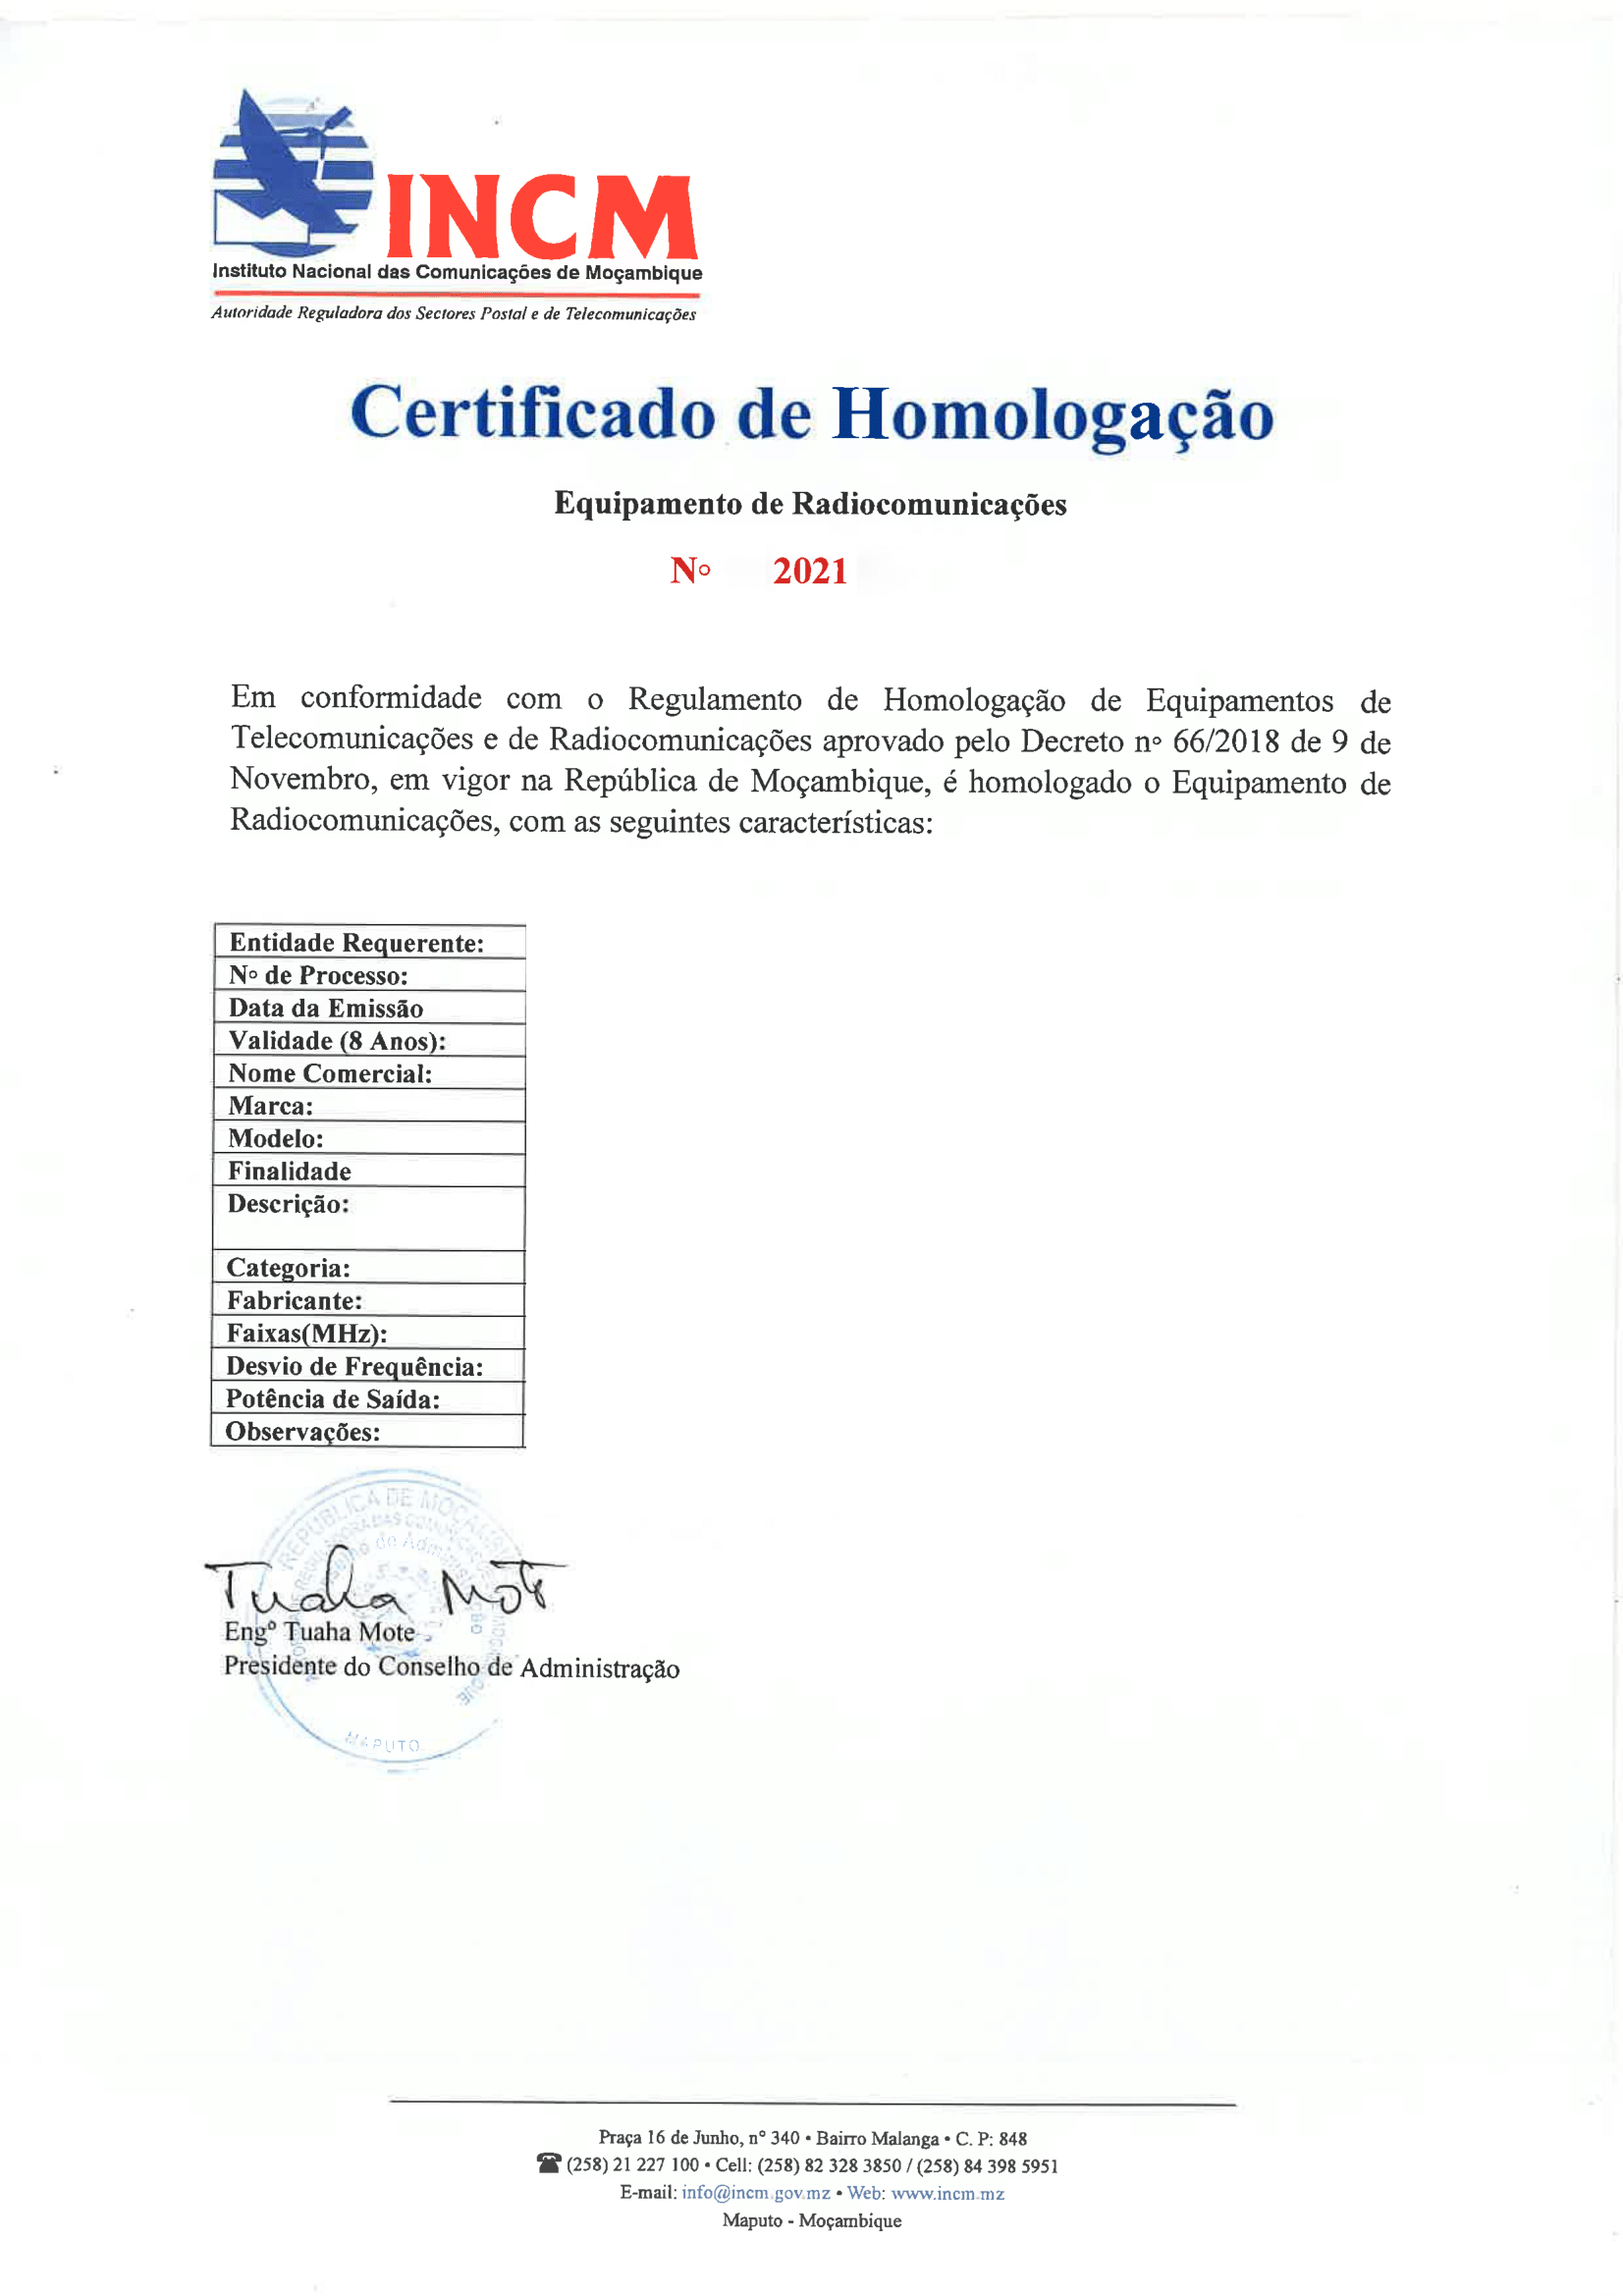 INCM
Instituto Nacional das Comunicações de Moçambique
Autoridade Reguladora dos Sectores Postal e de Telecomunicações
Certificado de Homologação
Equipamento de Radiocomunicações
Nº 2021
Em conformidade com o Regulamento de Homologação de Equipamentos de
Telecomunicações e de Radiocomunicações aprovado pelo Decreto nº 66/2018 de 9 de
Novembro, em vigor na República de Moçambique, é homologado o Equipamento de
Radiocomunicações, com as seguintes características:
Entidade Requerente:
Nº de Processo:
Data da Emissão
Validade (8 Anos):
Nome Comercial:
Marca:
Modelo:
Finalidade
Descrição:
Categoria:
Fabricante:
Faixas(MHz):
Desvio de Frequência:
Potência de Saída:
Observações:
REPUBLICA DE MOÇAMBIQUE
Tuaha Mote
Engº Tuaha Mote
Presidente do Conselho de Administração
MAPUTO
Praça 16 de Junho, nº 340 • Bairro Malanga • C. P: 848
☎ (258) 21 227 100 • Cell: (258) 82 328 3850 / (258) 84 398 5951
E-mail: info@incm.gov.mz • Web: www.incm.mz
Maputo - Moçambique